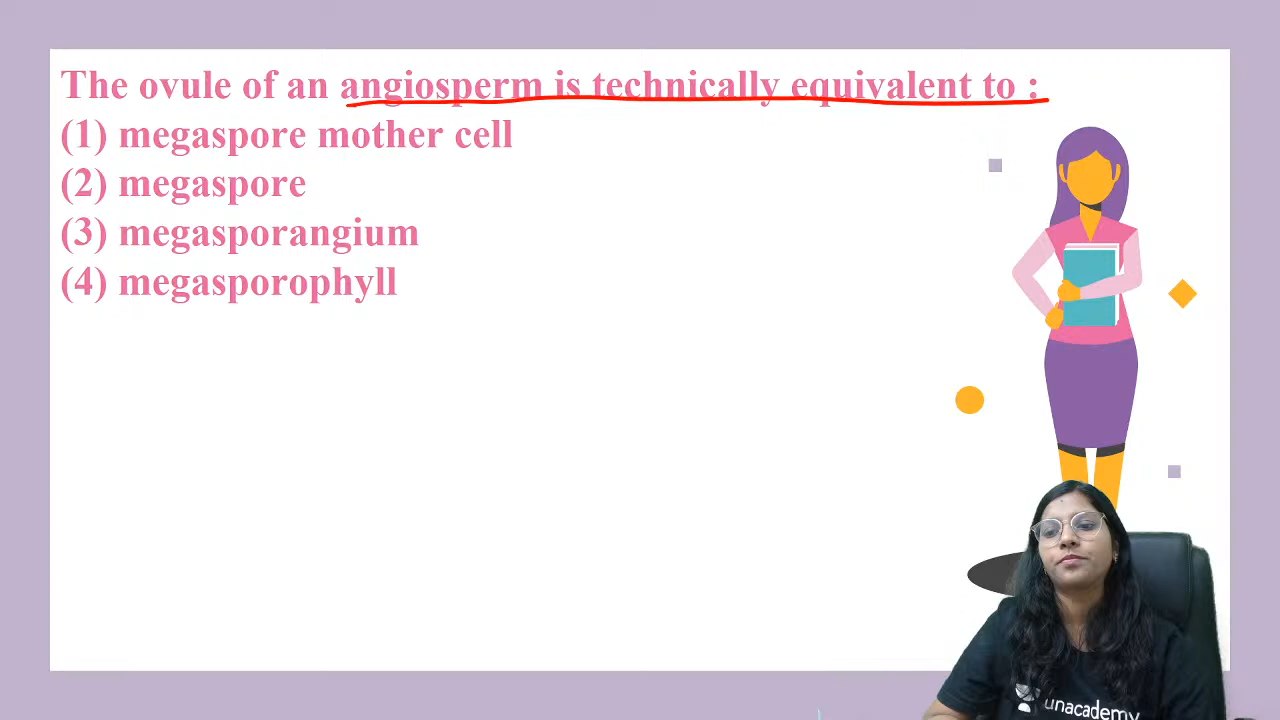 The ovule of an angiosperm is technically equivalent to :
(1) megaspore mother cell
(2) megaspore
(3) megasporangium
(4) megasporophyll
unacademy